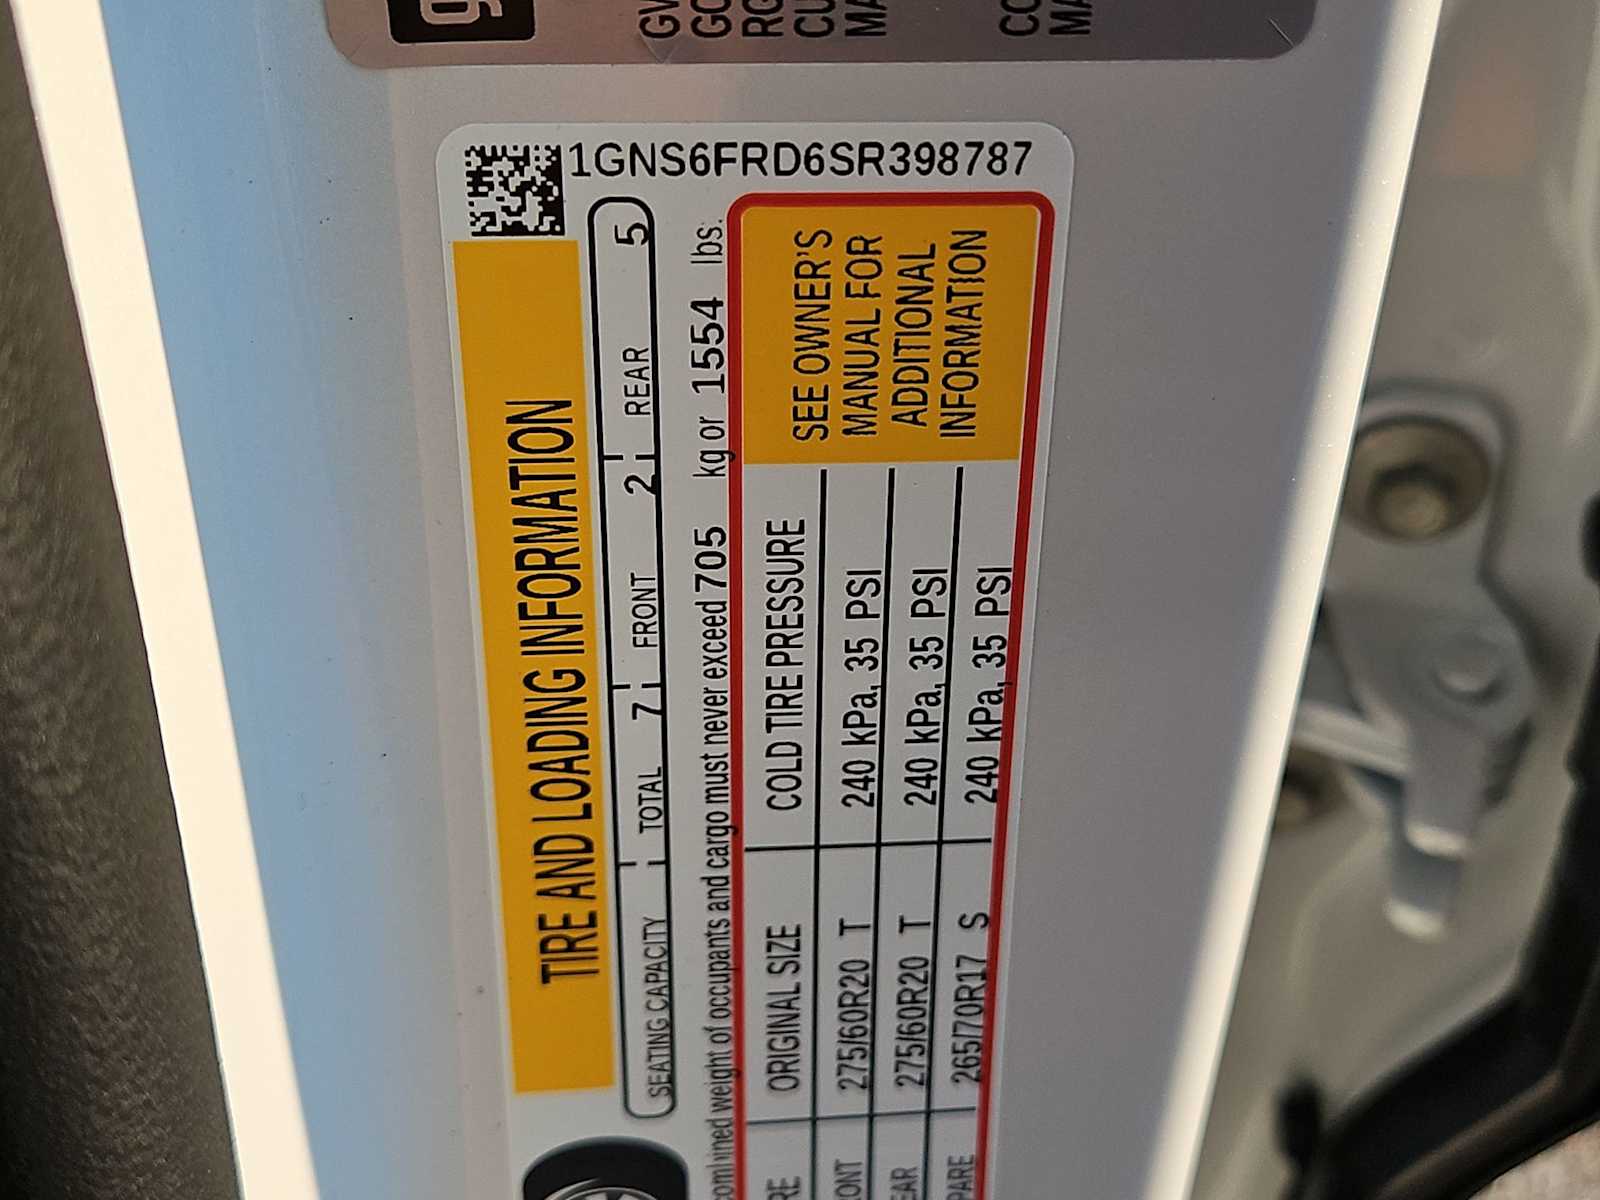 1GNS6FRD6SR398787
TIRE AND LOADING INFORMATION
SEATING CAPACITY TOTAL 7 FRONT 2 REAR 5
weight of occupants and cargo must never exceed 705 kg or 1554 lbs.
ORIGINAL SIZE COLD TIRE PRESSURE
275/60R20 T 240 kPa, 35 PSI
275/60R20 T 240 kPa, 35 PSI
265/70R17 S 240 kPa, 35 PSI
SEE OWNER'S
MANUAL FOR
ADDITIONAL
INFORMATION